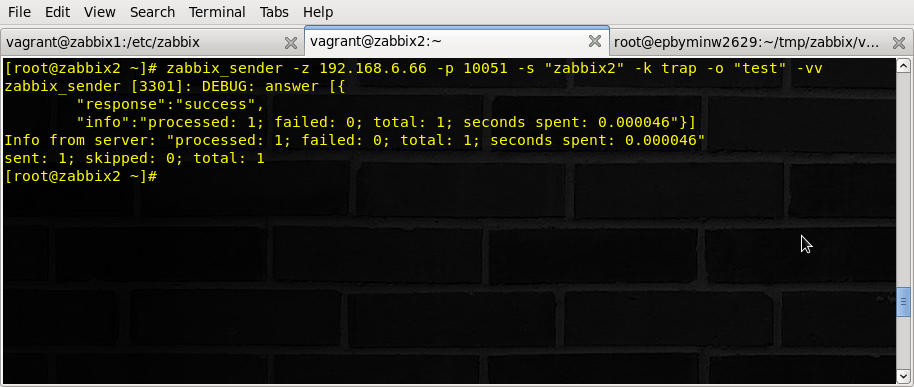 File Edit View Search Terminal Tabs Help
vagrant@zabbix1:/etc/zabbix
vagrant@zabbix2:~
root@epbyminw2629:~/tmp/zabbix/v...
[root@zabbix2 ~]# zabbix_sender -z 192.168.6.66 -p 10051 -s "zabbix2" -k trap -o "test" -vv
zabbix_sender [3301]: DEBUG: answer [{
        "response":"success",
        "info":"processed: 1; failed: 0; total: 1; seconds spent: 0.000046"}]
Info from server: "processed: 1; failed: 0; total: 1; seconds spent: 0.000046"
sent: 1; skipped: 0; total: 1
[root@zabbix2 ~]#